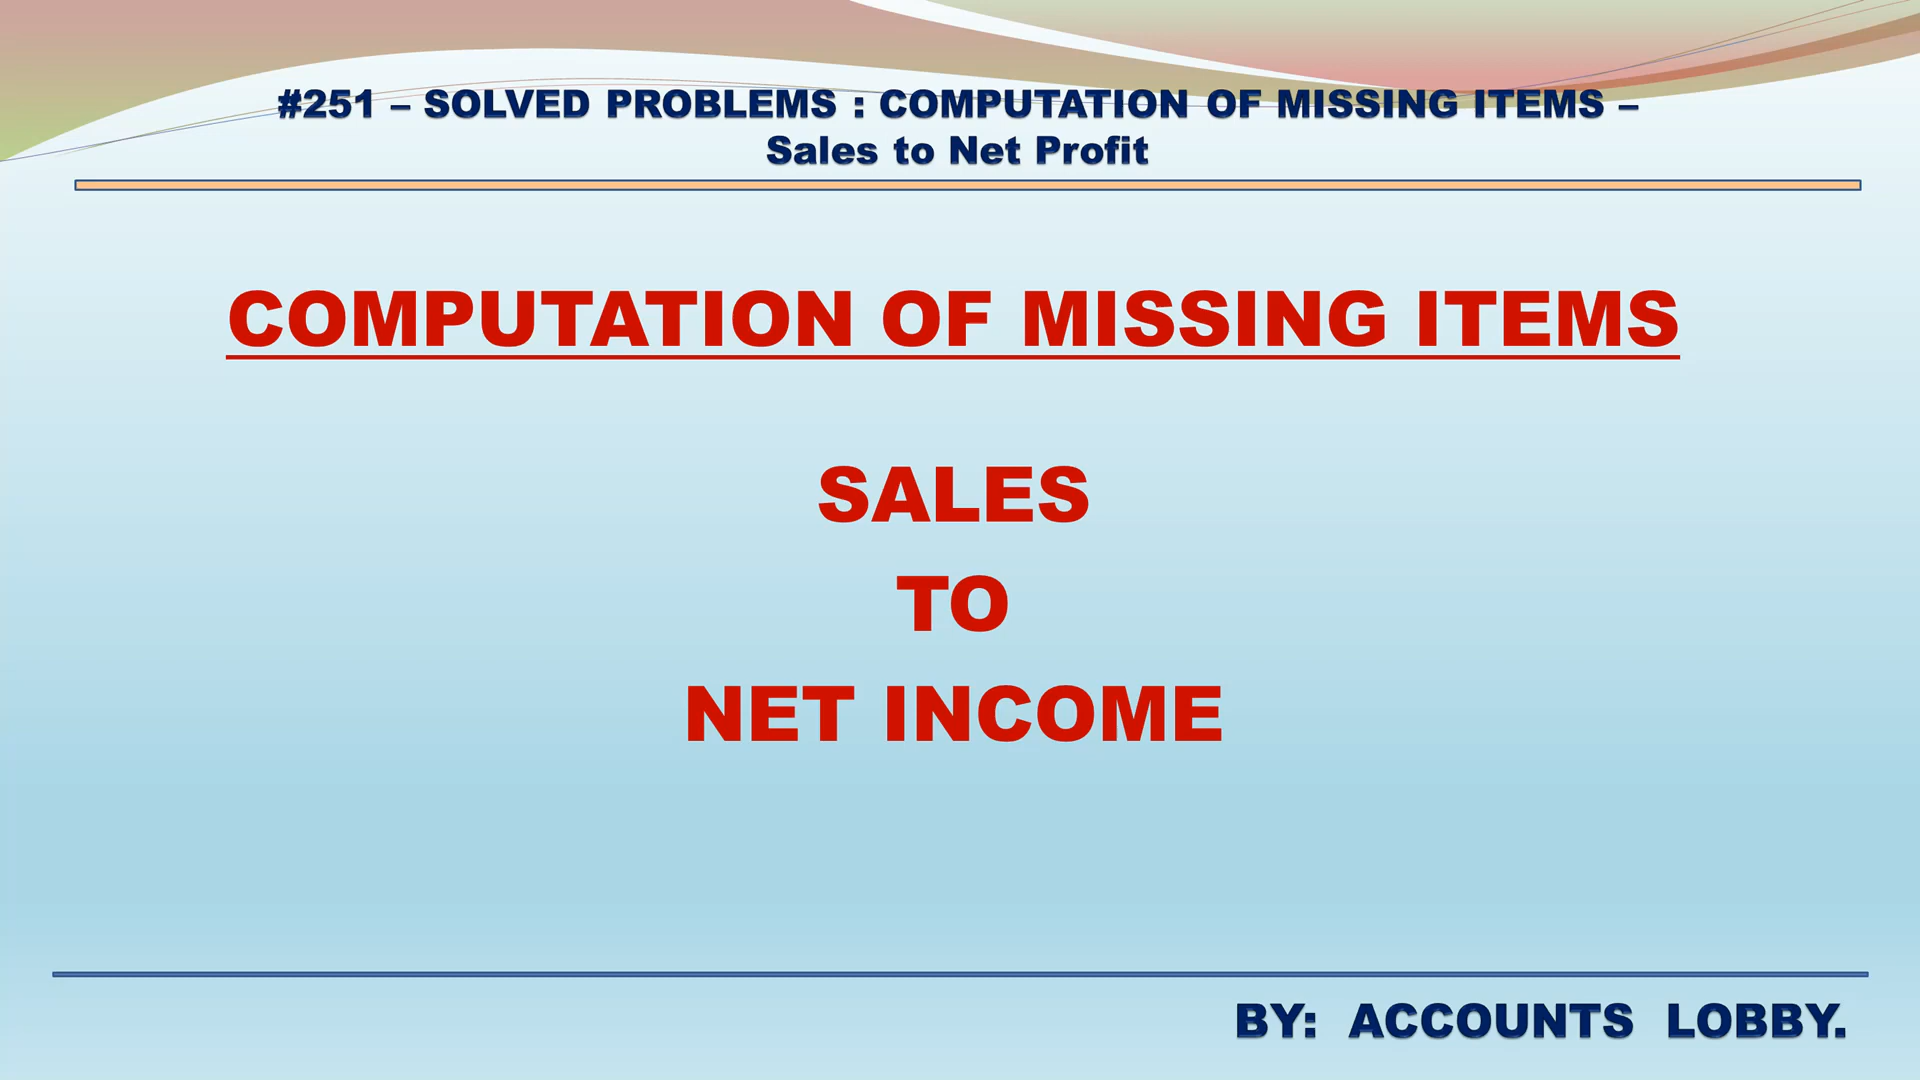 #251 – SOLVED PROBLEMS : COMPUTATION OF MISSING ITEMS –
Sales to Net Profit
COMPUTATION OF MISSING ITEMS
SALES
TO
NET INCOME
BY: ACCOUNTS LOBBY.